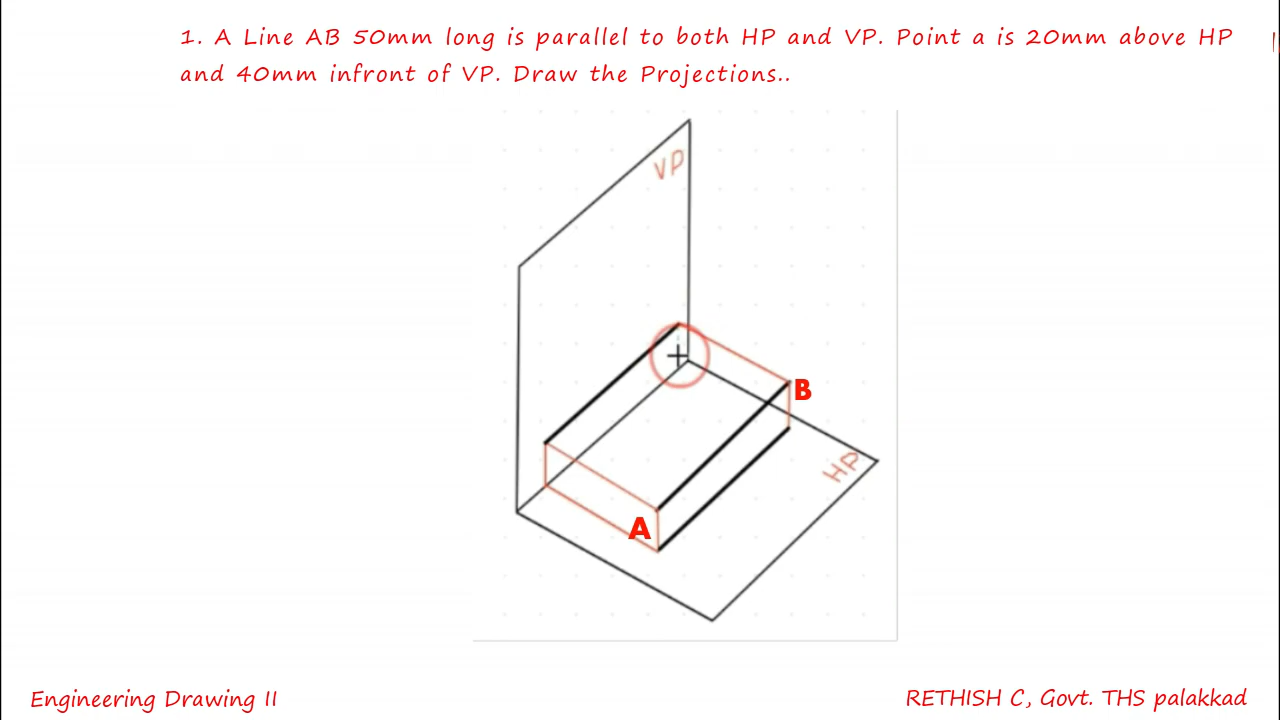 1. A Line AB 50mm long is parallel to both HP and VP. Point a is 20mm above HP
and 40mm infront of VP. Draw the Projections..
VP
B
HP
A
Engineering Drawing II
RETHISH C, Govt. THS palakkad